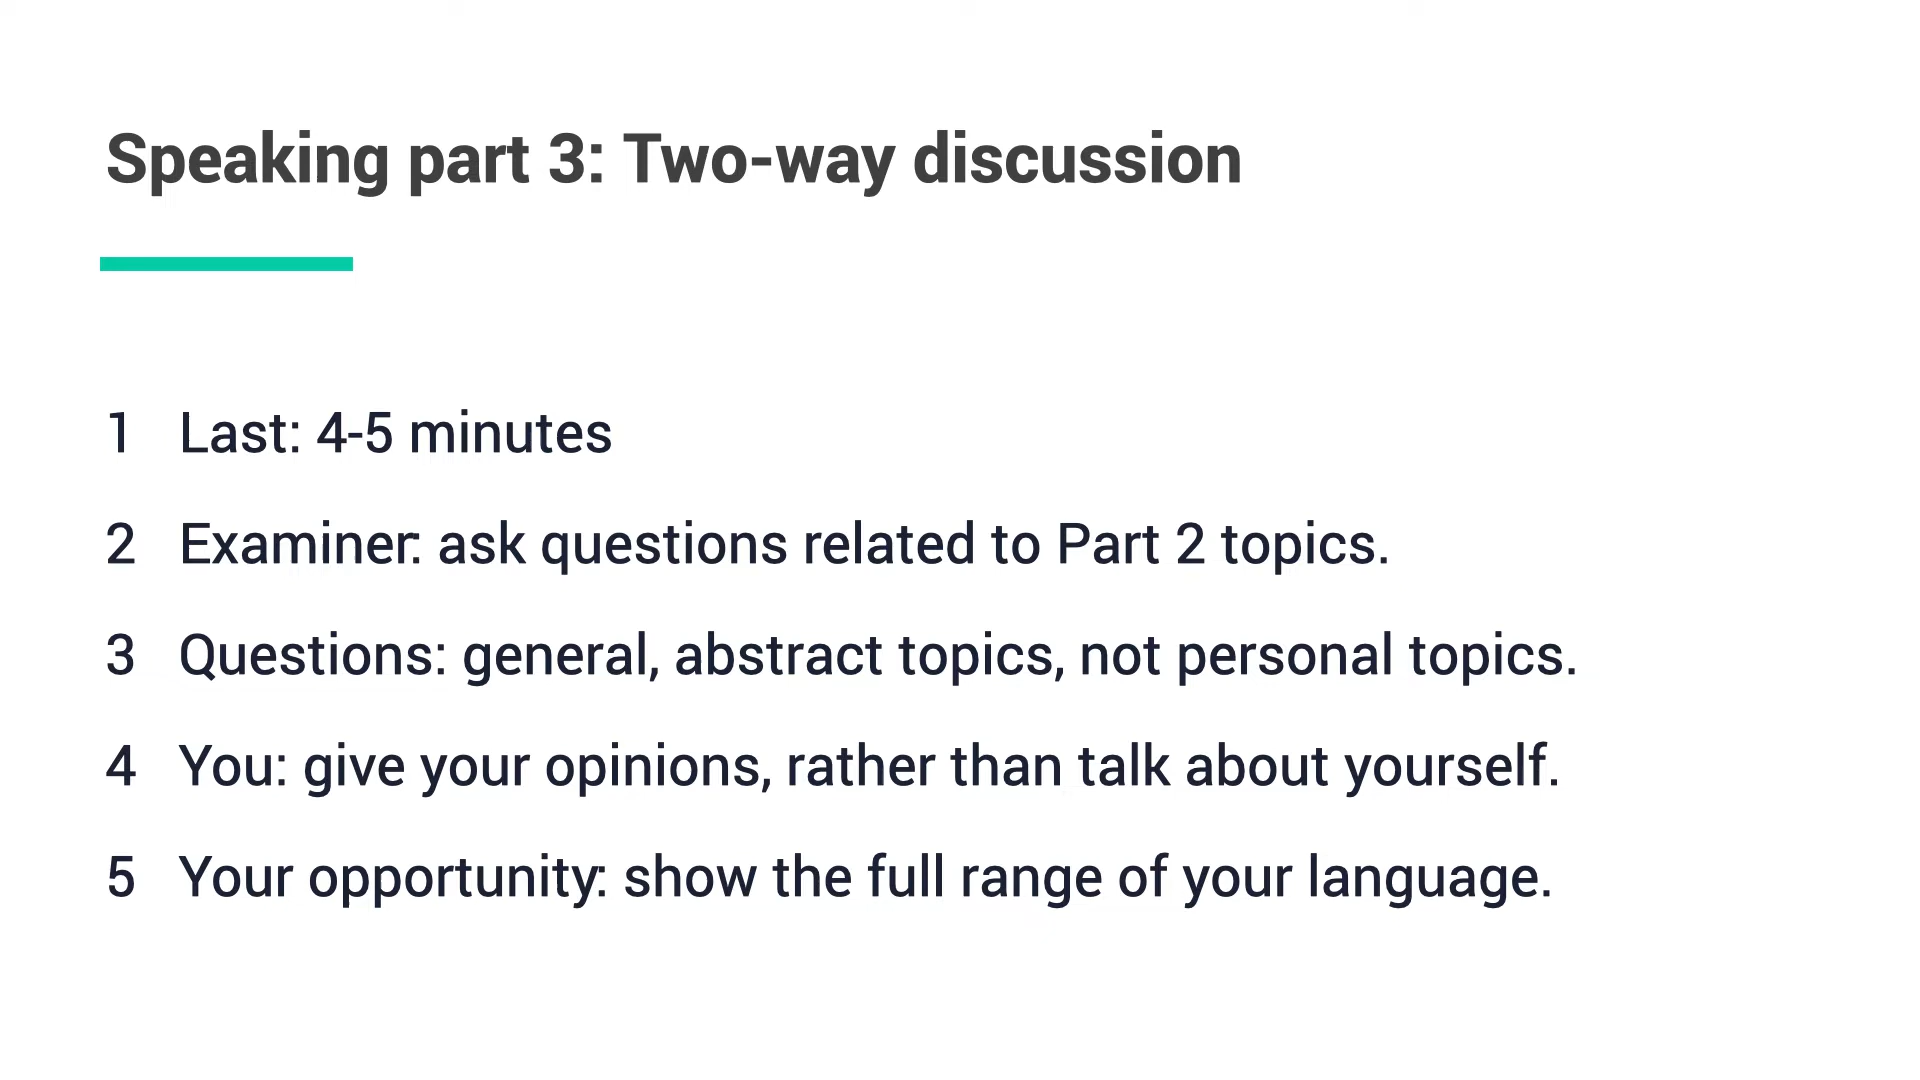 Speaking part 3: Two-way discussion
1 Last: 4-5 minutes
2 Examiner: ask questions related to Part 2 topics.
3 Questions: general, abstract topics, not personal topics.
4 You: give your opinions, rather than talk about yourself.
5 Your opportunity: show the full range of your language.